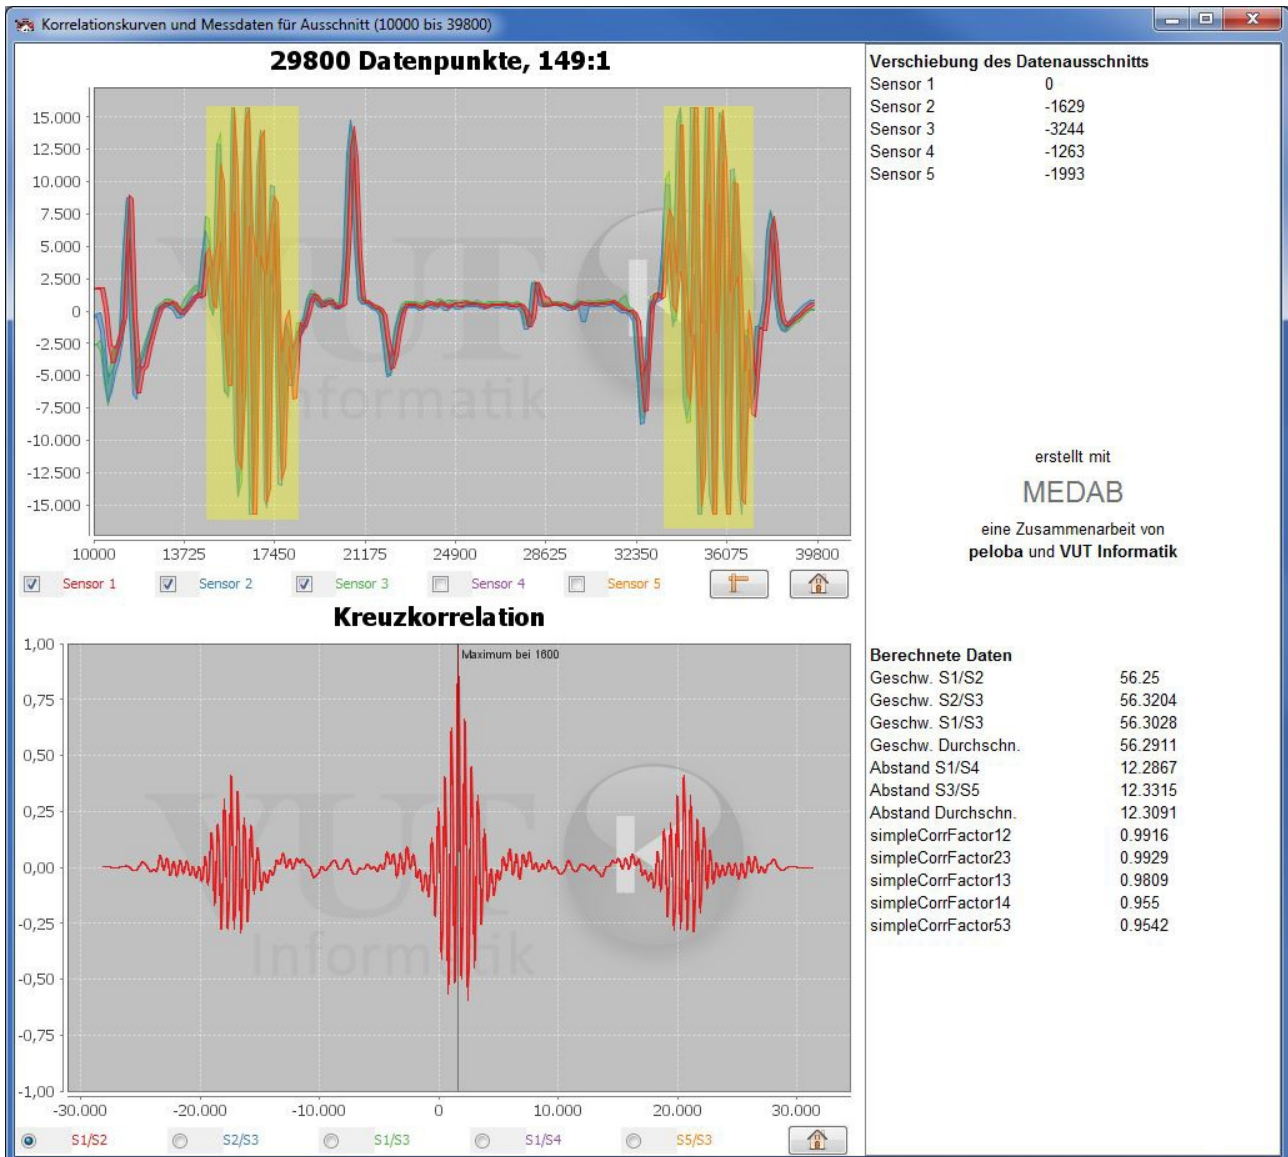 Korrelationskurven und Messdaten für Ausschnitt (10000 bis 39800)
29800 Datenpunkte, 149:1
15.000
12.500
10.000
7.500
5.000
2.500
0
-2.500
-5.000
-7.500
-10.000
-12.500
-15.000
VUT
Informatik
10000 13725 17450 21175 24900 28625 32350 36075 39800
Sensor 1 Sensor 2 Sensor 3 Sensor 4 Sensor 5
Kreuzkorrelation
1,00
0,75
0,50
0,25
0,00
-0,25
-0,50
-0,75
-1,00
Maximum bei 1600
VUT
Informatik
-30.000 -20.000 -10.000 0 10.000 20.000 30.000
S1/S2 S2/S3 S1/S3 S1/S4 S5/S3
Verschiebung des Datenausschnitts
Sensor 1 0
Sensor 2 -1629
Sensor 3 -3244
Sensor 4 -1263
Sensor 5 -1993
erstellt mit
MEDAB
eine Zusammenarbeit von
peloba und VUT Informatik
Berechnete Daten
Geschw. S1/S2 56.25
Geschw. S2/S3 56.3204
Geschw. S1/S3 56.3028
Geschw. Durchschn. 56.2911
Abstand S1/S4 12.2867
Abstand S3/S5 12.3315
Abstand Durchschn. 12.3091
simpleCorrFactor12 0.9916
simpleCorrFactor23 0.9929
simpleCorrFactor13 0.9809
simpleCorrFactor14 0.955
simpleCorrFactor53 0.9542